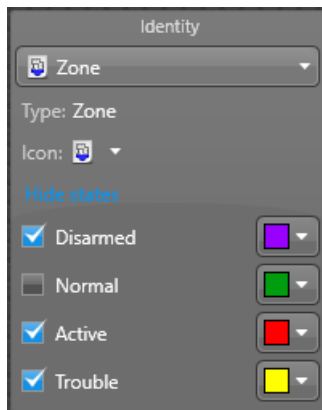 Identity
Zone
Type: Zone
Icon:
Hide states
Disarmed
Normal
Active
Trouble